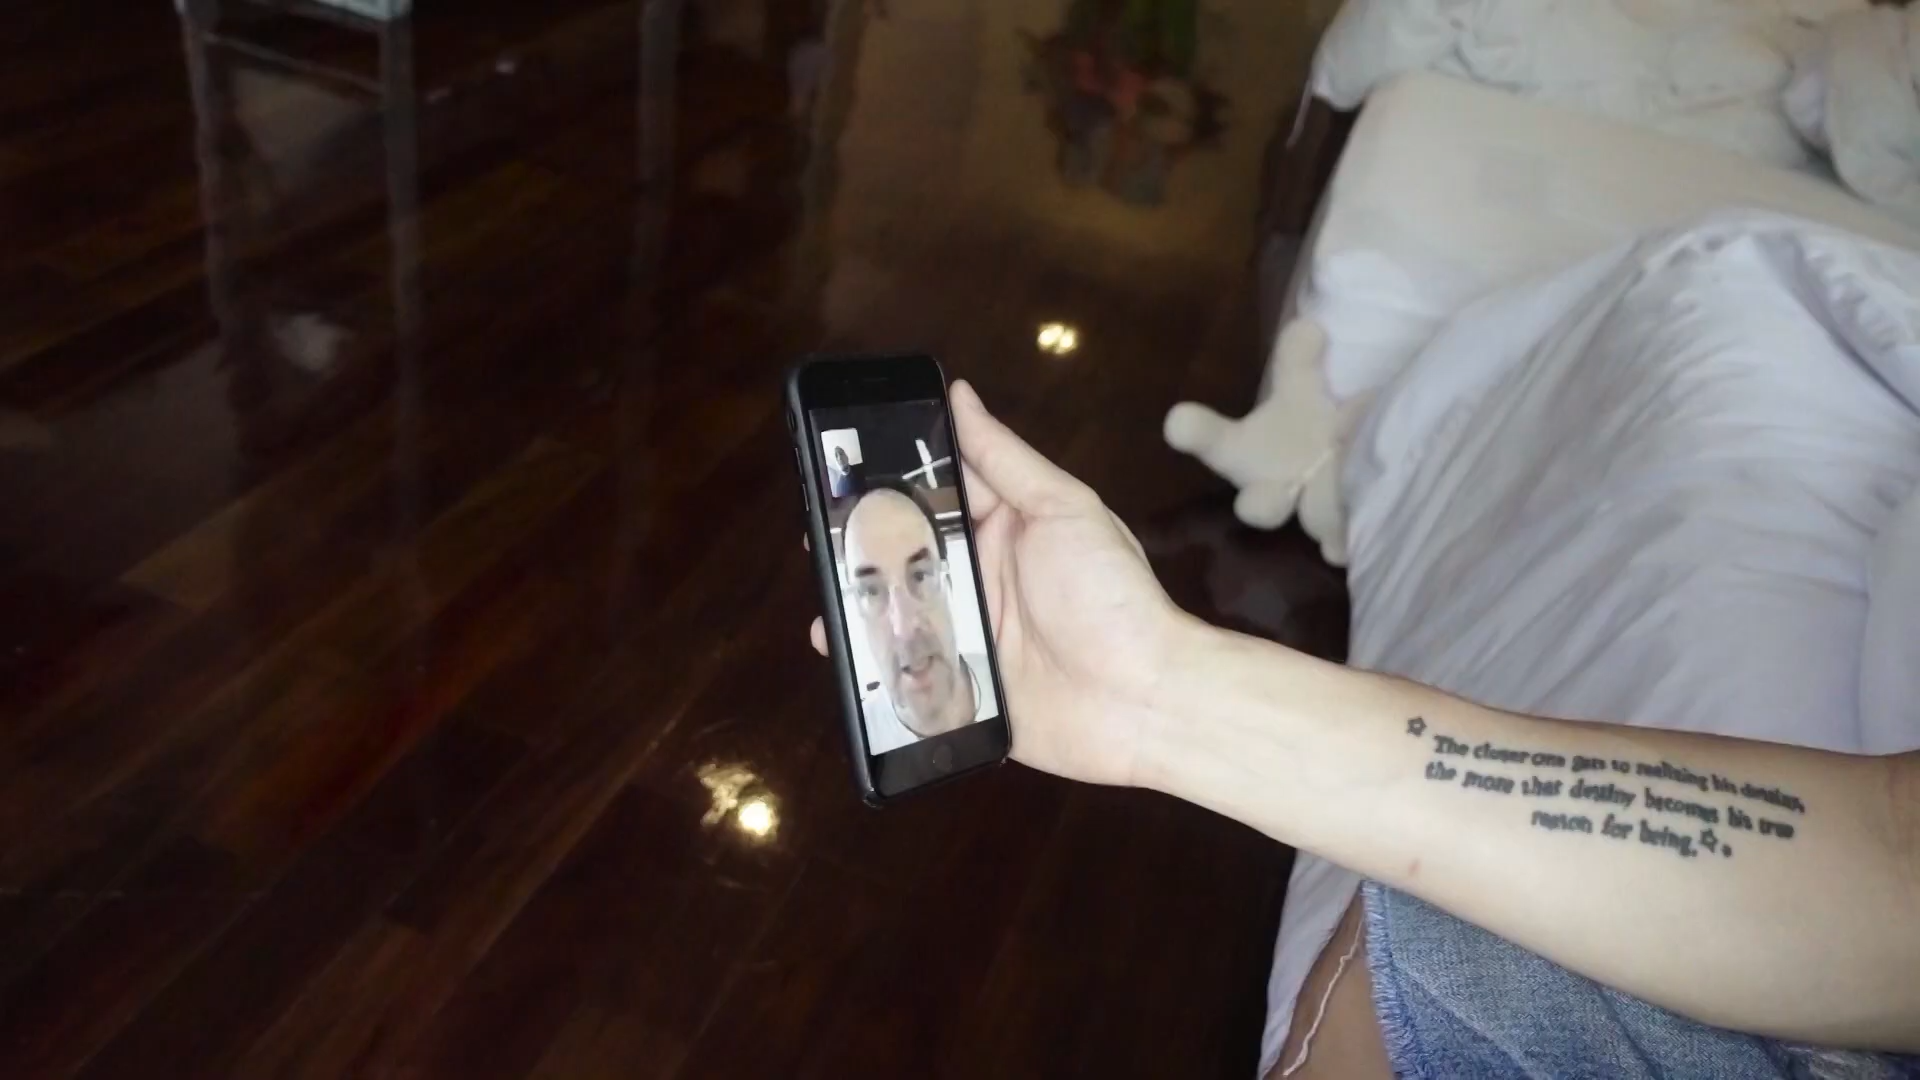 The closer one gets to realizing his destiny,
the more that destiny becomes his true
reason for being.